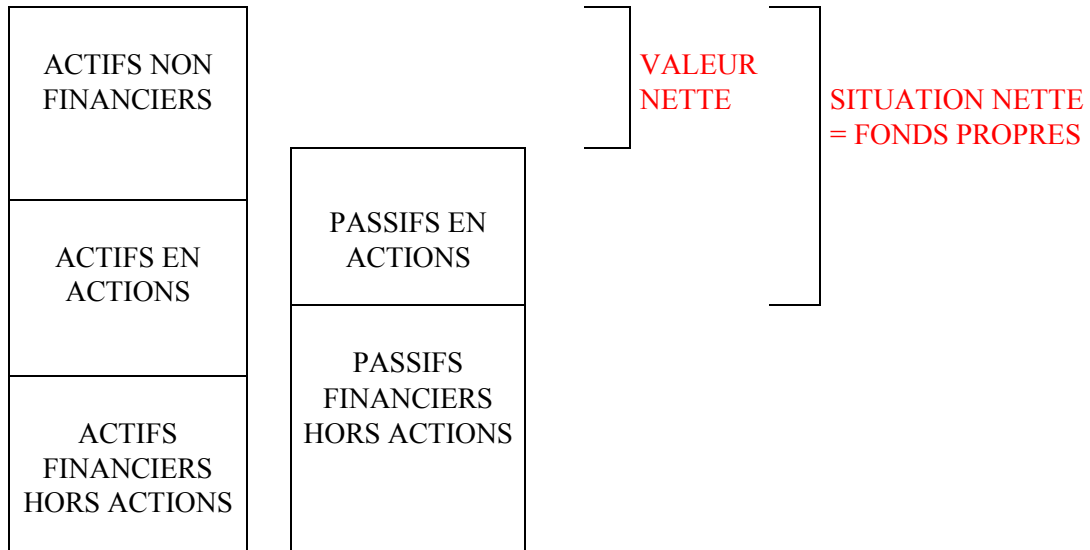 ACTIFS NON
FINANCIERS
ACTIFS EN
ACTIONS
ACTIFS
FINANCIERS
HORS ACTIONS
PASSIFS EN
ACTIONS
PASSIFS
FINANCIERS
HORS ACTIONS
VALEUR
NETTE
SITUATION NETTE
= FONDS PROPRES